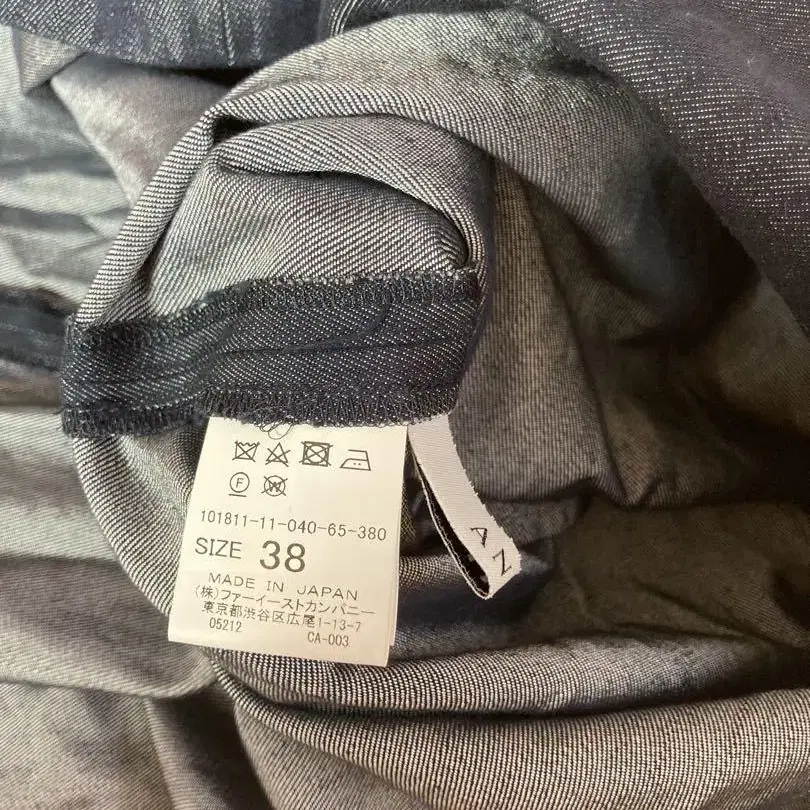 101811-11-040-65-380
SIZE 38
MADE IN JAPAN
(株)ファーイーストカンパニー
東京都渋谷区広尾1-13-7
05212 CA-003
F
W
A Z